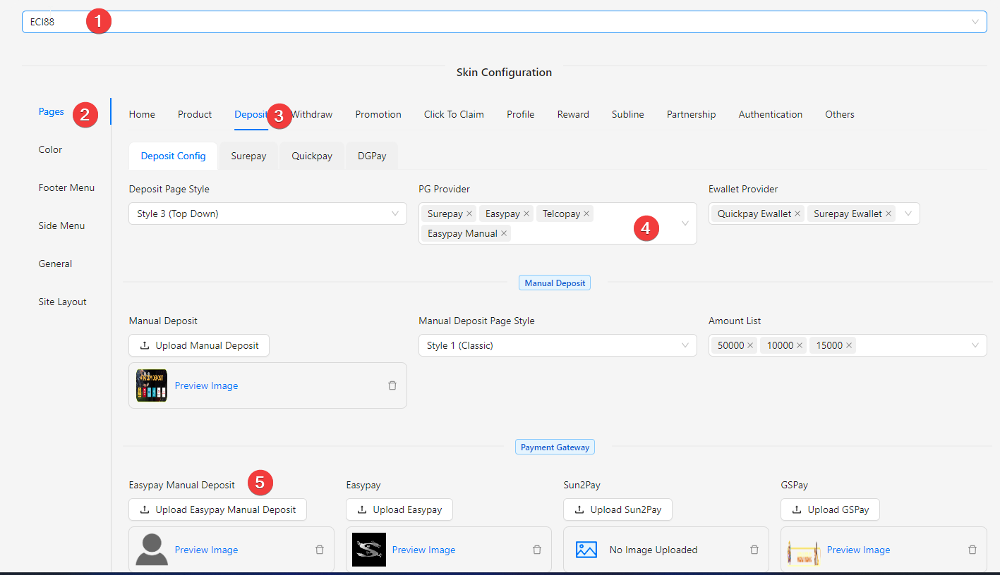 ECI88
1
Skin Configuration
Pages
2
Color
Footer Menu
Side Menu
General
Site Layout
Home Product Deposit 3 Withdraw Promotion Click To Claim Profile Reward Subline Partnership Authentication Others
Deposit Config Surepay Quickpay DGPay
Deposit Page Style
Style 3 (Top Down)
PG Provider
Surepay Easypay Telcopay
Easypay Manual
4
Ewallet Provider
Quickpay Ewallet Surepay Ewallet
Manual Deposit
Manual Deposit
Upload Manual Deposit
Preview Image
Manual Deposit Page Style
Style 1 (Classic)
Amount List
50000 10000 15000
Payment Gateway
Easypay Manual Deposit
5
Upload Easypay Manual Deposit
Preview Image
Easypay
Upload Easypay
Preview Image
Sun2Pay
Upload Sun2Pay
No Image Uploaded
GSPay
Upload GSPay
Preview Image